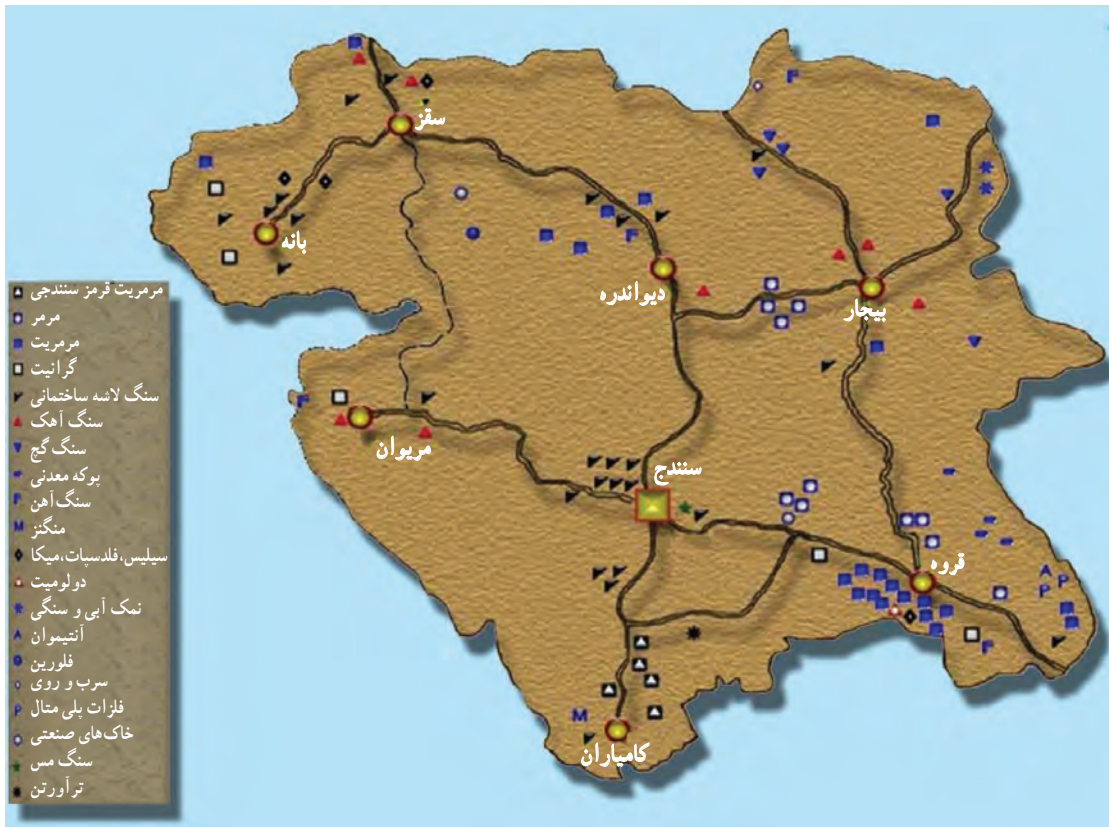 سقز
بانه
دیواندره
بیجار
مریوان
سنندج
قروه
کامیاران
مرمریت قرمز سنندجی
مرمر
مرمریت
گرانیت
سنگ لاشه ساختمانی
سنگ آهک
سنگ گچ
پوکه معدنی
سنگ آهن
منگنز
سیلیس،فلدسپات،میکا
دولومیت
نمک آبی و سنگی
آنتیموان
فلورین
سرب و روی
فلزات پلی متال
خاک‌های صنعتی
سنگ مس
ترآورتن
M
M
A
P
P
A
P